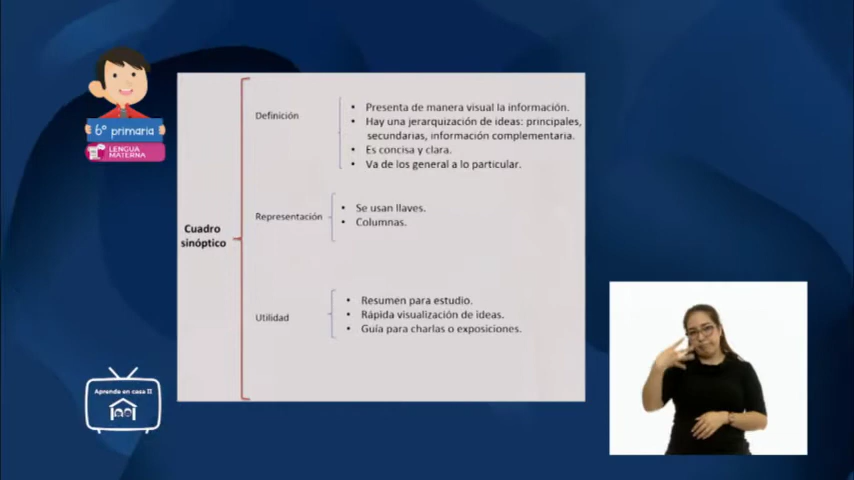 6° primaria
LENGUA
MATERNA
Cuadro
sinóptico
Definición
• Presenta de manera visual la información.
• Hay una jerarquización de ideas: principales,
secundarias, información complementaria.
• Es concisa y clara.
• Va de los general a lo particular.
Representación
• Se usan llaves.
• Columnas.
Utilidad
• Resumen para estudio.
• Rápida visualización de ideas.
• Guía para charlas o exposiciones.
Aprende en casa II